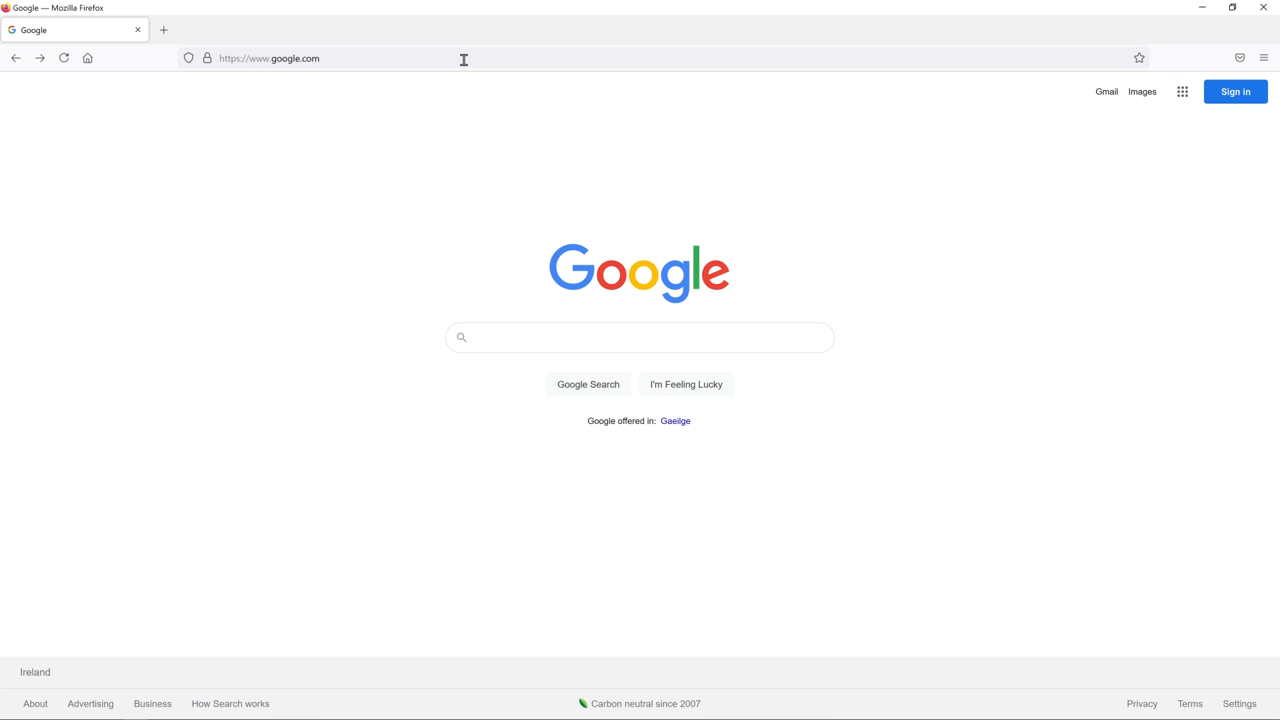 Google — Mozilla Firefox
Google
https://www.google.com
Gmail Images Sign in
Google
Google Search I'm Feeling Lucky
Google offered in: Gaeilge
Ireland
About Advertising Business How Search works Carbon neutral since 2007 Privacy Terms Settings